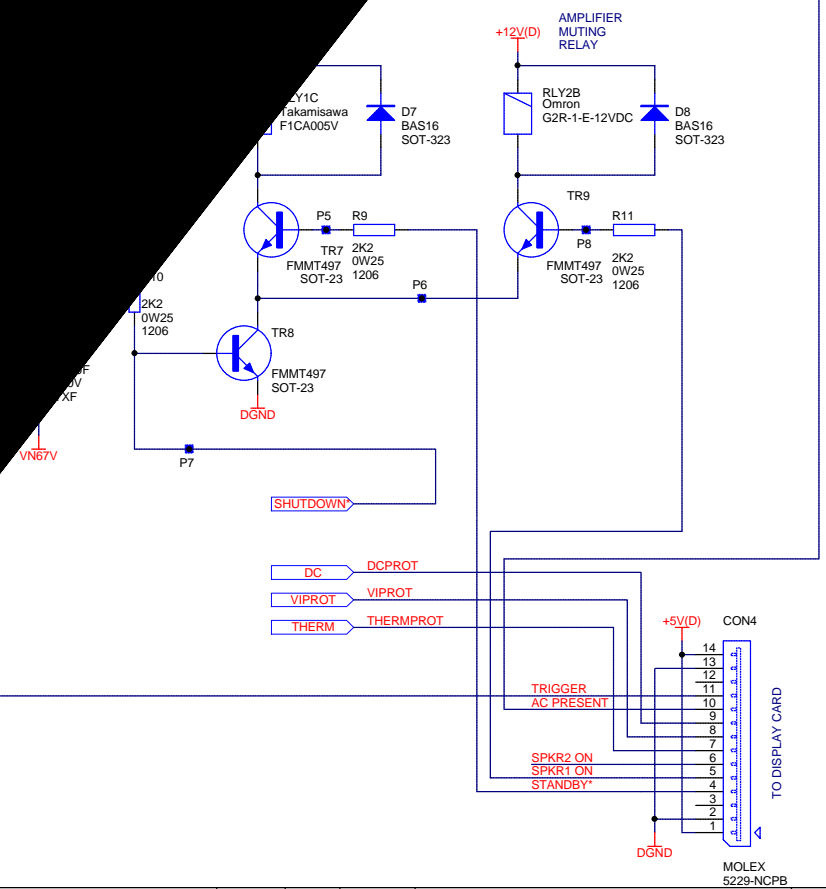 AMPLIFIER
MUTING
RELAY
+12V(D)
Takamisawa
F1CA005V
D7
BAS16
SOT-323
RLY2B
Omron
G2R-1-E-12VDC
D8
BAS16
SOT-323
P5
R9
TR7
2K2
0W25
1206
FMMT497
SOT-23
TR9
R11
P8
2K2
0W25
1206
FMMT497
SOT-23
P6
2K2
0W25
1206
TR8
FMMT497
SOT-23
DGND
VN67V
P7
SHUTDOWN*
DC
DCPROT
VIPROT
VIPROT
THERM
THERMPROT
+5V(D)
CON4
14
13
12
TRIGGER
11
AC PRESENT
10
9
8
7
SPKR2 ON
6
SPKR1 ON
5
STANDBY*
4
3
2
1
TO DISPLAY CARD
DGND
MOLEX
5229-NCPB